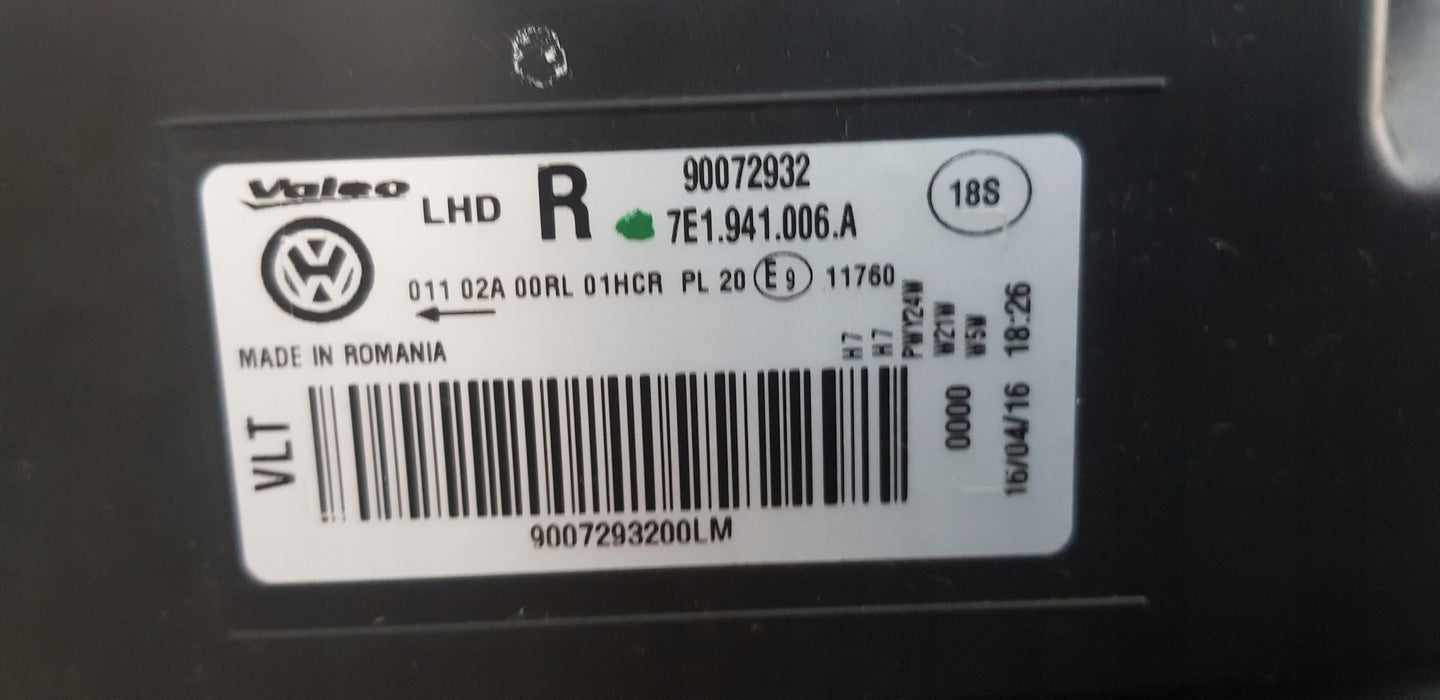 Valeo
LHD
R
90072932
7E1.941.006.A
18S
011 02A 00RL 01HCR PL 20 E9 11760
MADE IN ROMANIA
H7
H7
PWY24W
W21W
W5W
0000
16/04/16 18:26
VLT
9007293200LM